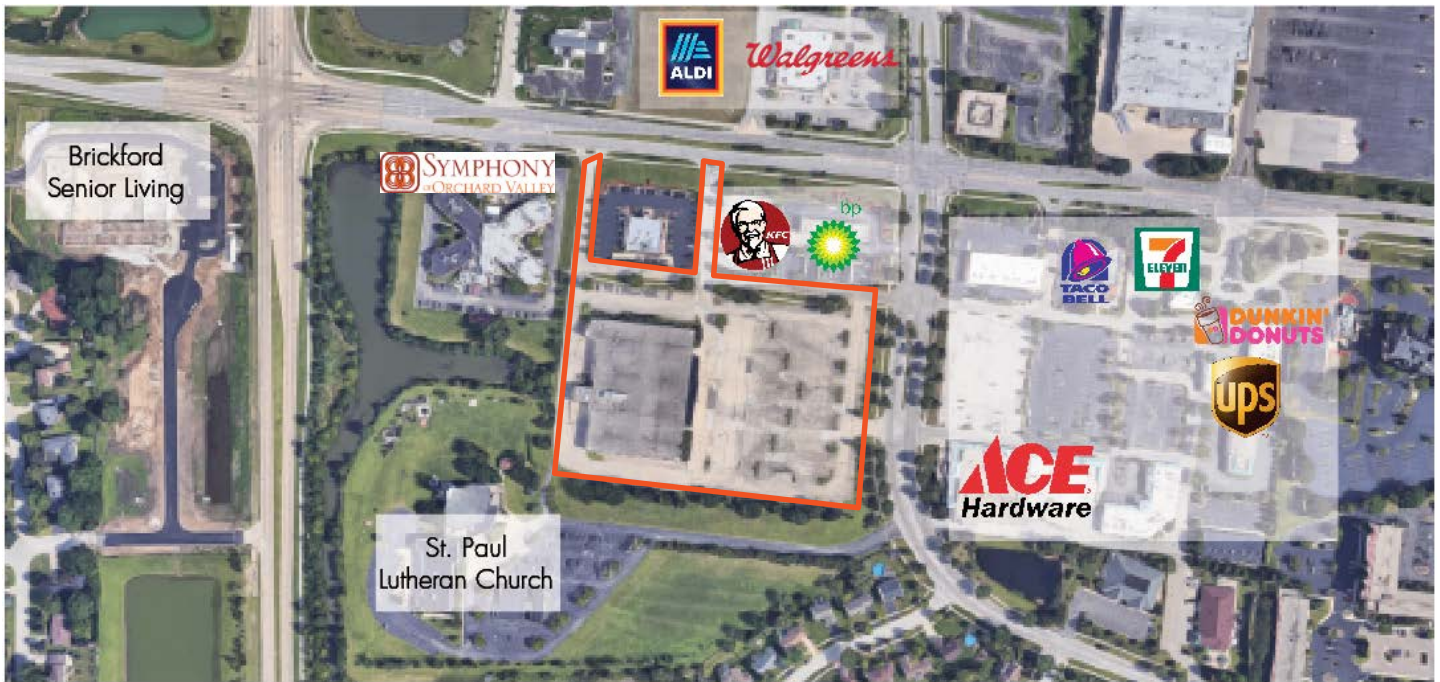 ALDI
Walgreens
Brickford
Senior Living
SYMPHONY
OF ORCHARD VALLEY
KFC
bp
TACO
BELL
7
ELEVEN
DUNKIN'
DONUTS
ups
ACE
Hardware
St. Paul
Lutheran Church